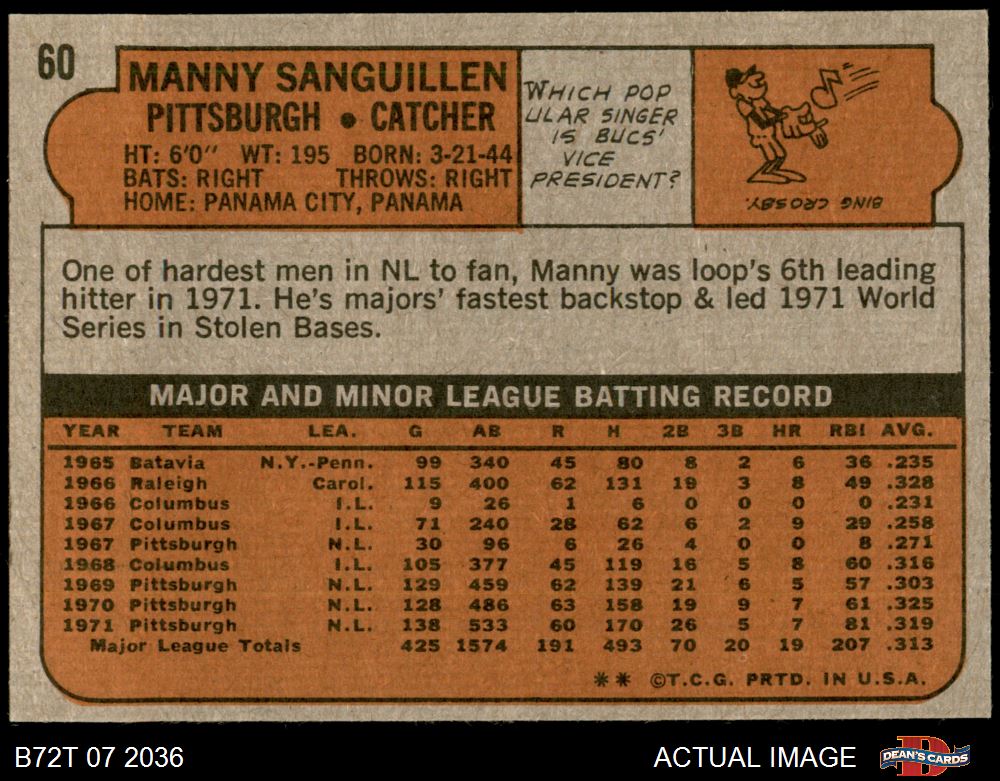 60
MANNY SANGUILLEN
PITTSBURGH • CATCHER
HT: 6'0" WT: 195 BORN: 3-21-44
BATS: RIGHT THROWS: RIGHT
HOME: PANAMA CITY, PANAMA
WHICH POP
ULAR SINGER
IS BUCS'
VICE
PRESIDENT?
BING CROSBY.
One of hardest men in NL to fan, Manny was loop's 6th leading
hitter in 1971. He's majors' fastest backstop & led 1971 World
Series in Stolen Bases.
MAJOR AND MINOR LEAGUE BATTING RECORD
YEAR TEAM LEA. G AB R H 2B 3B HR RBI AVG.
1965 Batavia N.Y.-Penn. 99 340 45 80 8 2 6 36 .235
1966 Raleigh Carol. 115 400 62 131 19 3 8 49 .328
1966 Columbus I.L. 9 26 1 6 0 0 0 0 .231
1967 Columbus I.L. 71 240 28 62 6 2 9 29 .258
1967 Pittsburgh N.L. 30 96 6 26 4 0 0 8 .271
1968 Columbus I.L. 105 377 45 119 16 5 8 60 .316
1969 Pittsburgh N.L. 129 459 62 139 21 6 5 57 .303
1970 Pittsburgh N.L. 128 486 63 158 19 9 7 61 .325
1971 Pittsburgh N.L. 138 533 60 170 26 5 7 81 .319
Major League Totals 425 1574 191 493 70 20 19 207 .313
** ©T.C.G. PRTD. IN U.S.A.
B72T 07 2036
ACTUAL IMAGE
DEAN'S CARDS